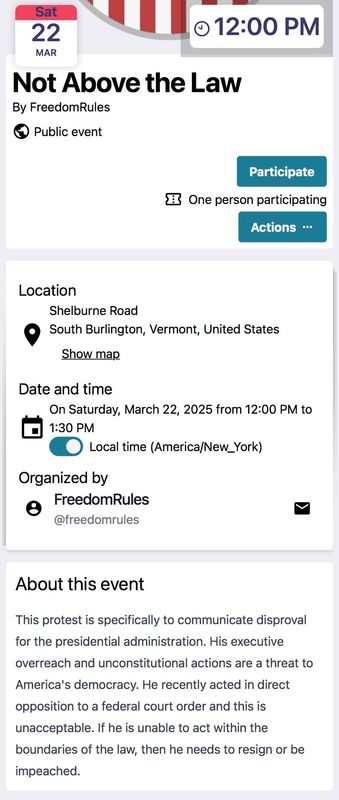 Sat
22
MAR
12:00 PM
Not Above the Law
By FreedomRules
Public event
Participate
One person participating
Actions ···
Location
Shelburne Road
South Burlington, Vermont, United States
Show map
Date and time
On Saturday, March 22, 2025 from 12:00 PM to
1:30 PM
Local time (America/New_York)
Organized by
FreedomRules
@freedomrules
About this event
This protest is specifically to communicate disproval
for the presidential administration. His executive
overreach and unconstitutional actions are a threat to
America's democracy. He recently acted in direct
opposition to a federal court order and this is
unacceptable. If he is unable to act within the
boundaries of the law, then he needs to resign or be
impeached.